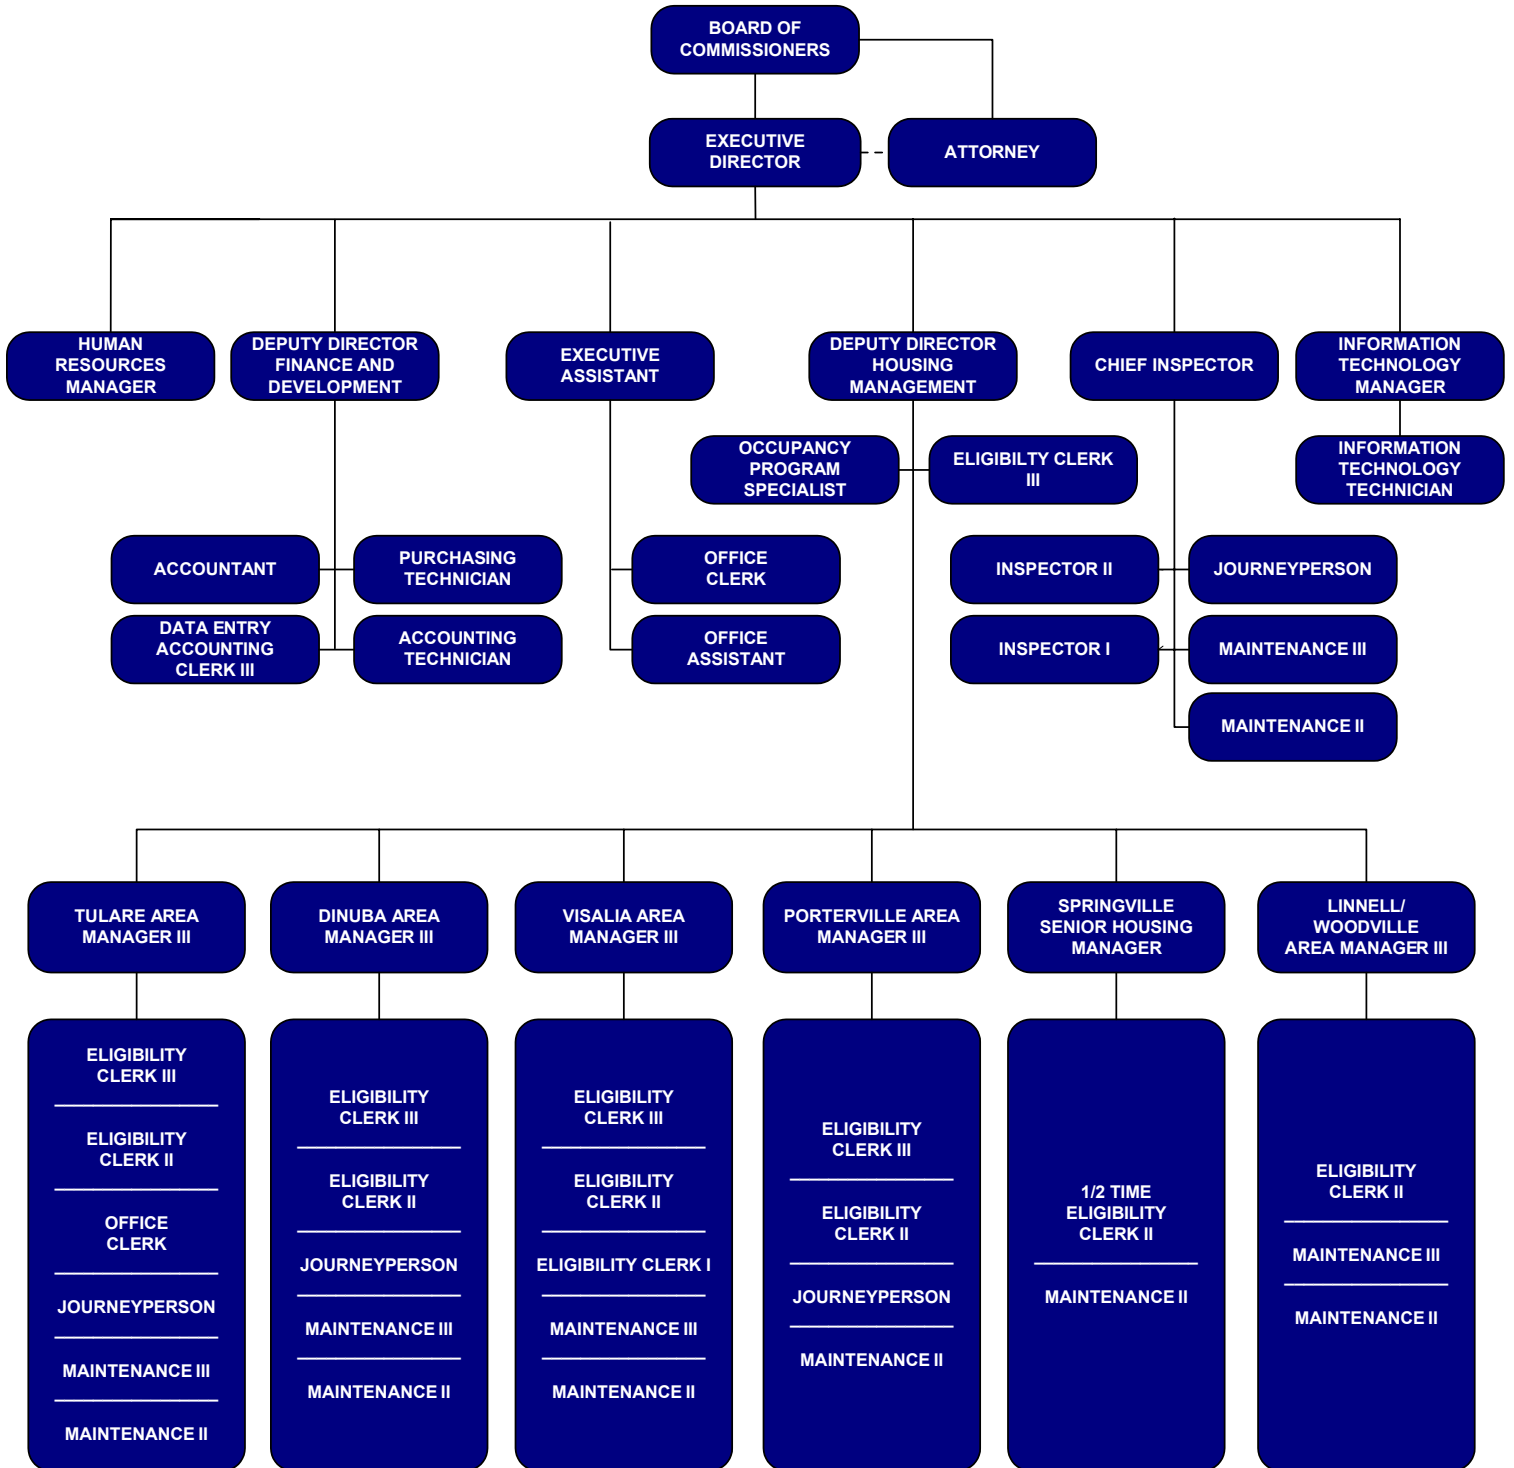 BOARD OF
COMMISSIONERS
EXECUTIVE
DIRECTOR
ATTORNEY
HUMAN
RESOURCES
MANAGER
DEPUTY DIRECTOR
FINANCE AND
DEVELOPMENT
EXECUTIVE
ASSISTANT
DEPUTY DIRECTOR
HOUSING
MANAGEMENT
CHIEF INSPECTOR
INFORMATION
TECHNOLOGY
MANAGER
OCCUPANCY
PROGRAM
SPECIALIST
ELIGIBILTY CLERK
III
INFORMATION
TECHNOLOGY
TECHNICIAN
ACCOUNTANT
PURCHASING
TECHNICIAN
OFFICE
CLERK
INSPECTOR II
JOURNEYPERSON
DATA ENTRY
ACCOUNTING
CLERK III
ACCOUNTING
TECHNICIAN
OFFICE
ASSISTANT
INSPECTOR I
MAINTENANCE III
MAINTENANCE II
TULARE AREA
MANAGER III
DINUBA AREA
MANAGER III
VISALIA AREA
MANAGER III
PORTERVILLE AREA
MANAGER III
SPRINGVILLE
SENIOR HOUSING
MANAGER
LINNELL/
WOODVILLE
AREA MANAGER III
ELIGIBILITY
CLERK III
ELIGIBILITY
CLERK II
OFFICE
CLERK
JOURNEYPERSON
MAINTENANCE III
MAINTENANCE II
ELIGIBILITY
CLERK III
ELIGIBILITY
CLERK II
JOURNEYPERSON
MAINTENANCE III
MAINTENANCE II
ELIGIBILITY
CLERK III
ELIGIBILITY
CLERK II
ELIGIBILITY CLERK I
MAINTENANCE III
MAINTENANCE II
ELIGIBILITY
CLERK III
ELIGIBILITY
CLERK II
JOURNEYPERSON
MAINTENANCE II
1/2 TIME
ELIGIBILITY
CLERK II
MAINTENANCE II
ELIGIBILITY
CLERK II
MAINTENANCE III
MAINTENANCE II